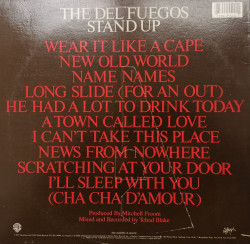 THE DEL FUEGOS
STAND UP
WEAR IT LIKE A CAPE
NEW OLD WORLD
NAME NAMES
LONG SLIDE (FOR AN OUT)
HE HAD A LOT TO DRINK TODAY
A TOWN CALLED LOVE
I CAN'T TAKE THIS PLACE
NEWS FROM NOWHERE
SCRATCHING AT YOUR DOOR
I'LL SLEEP WITH YOU
(CHA CHA D'AMOUR)
Produced By Mitchell Froom
Mixed and Recorded by Tchad Blake